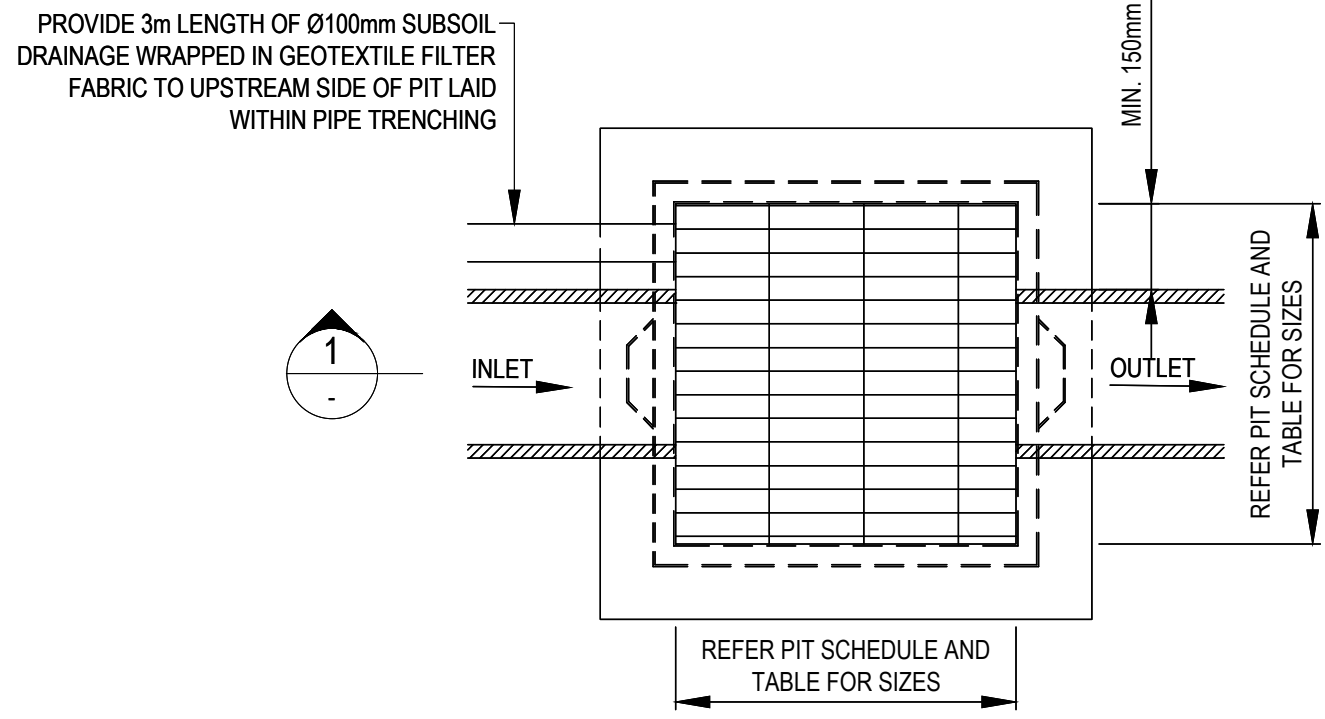 PROVIDE 3m LENGTH OF Ø100mm SUBSOIL
DRAINAGE WRAPPED IN GEOTEXTILE FILTER
FABRIC TO UPSTREAM SIDE OF PIT LAID
WITHIN PIPE TRENCHING
MIN. 150mm
1
-
INLET
OUTLET
REFER PIT SCHEDULE AND
TABLE FOR SIZES
REFER PIT SCHEDULE AND
TABLE FOR SIZES